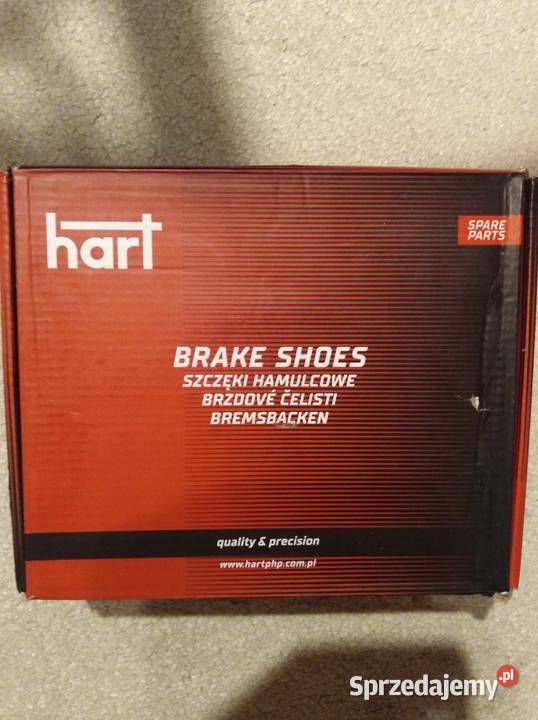 hart
SPARE
PARTS
BRAKE SHOES
SZCZĘKI HAMULCOWE
BRZDOVÉ ČELISTI
BREMSBACKEN
quality & precision
www.hartphp.com.pl
Sprzedajemy.pl